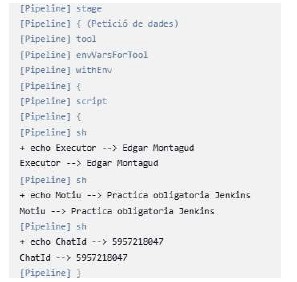 [Pipeline] stage
[Pipeline] { (Petició de dades)
[Pipeline] tool
[Pipeline] envVarsForTool
[Pipeline] withEnv
[Pipeline] {
[Pipeline] script
[Pipeline] {
[Pipeline] sh
+ echo Executor --> Edgar Montagud
Executor --> Edgar Montagud
[Pipeline] sh
+ echo Motiu --> Practica obligatoria Jenkins
Motiu --> Practica obligatoria Jenkins
[Pipeline] sh
+ echo ChatId --> 5957218047
ChatId --> 5957218047
[Pipeline] }